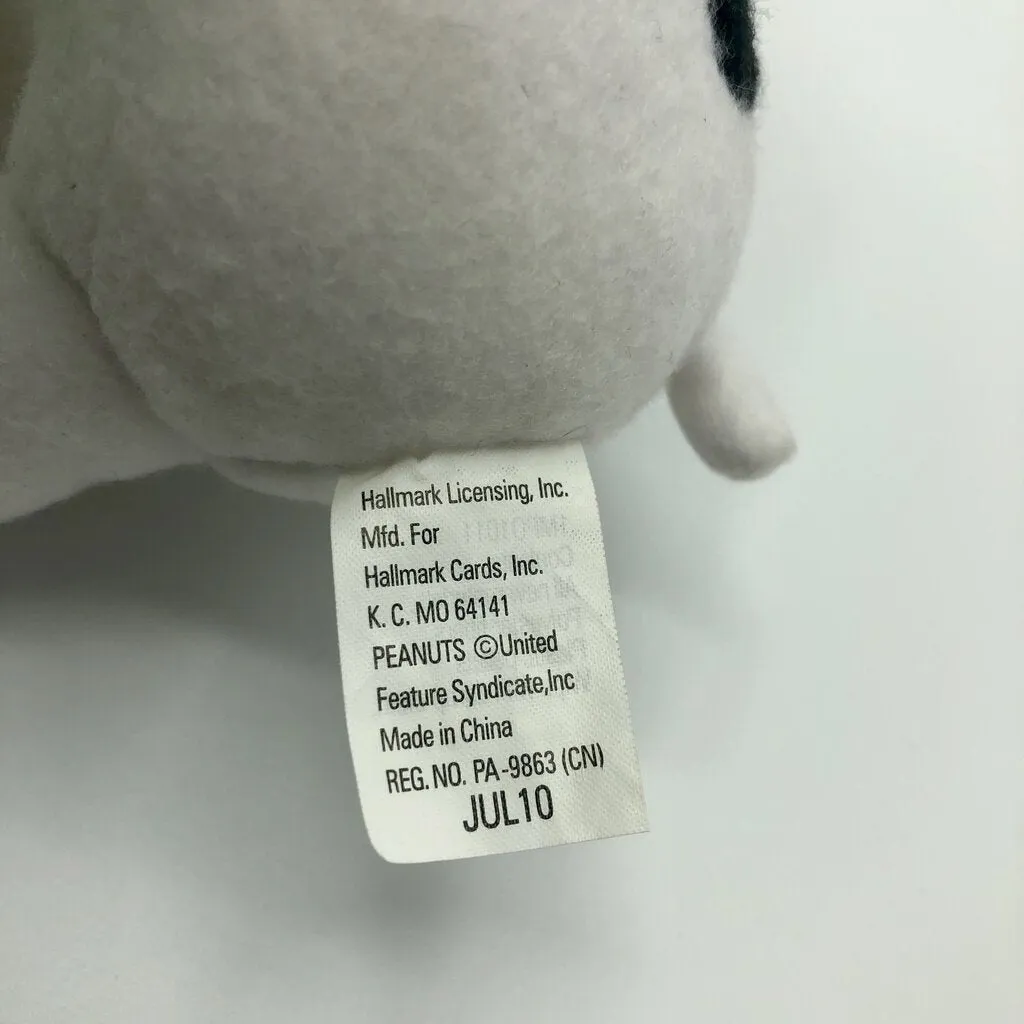 Hallmark Licensing, Inc.
Mfd. For
Hallmark Cards, Inc.
K. C. MO 64141
PEANUTS ©United
Feature Syndicate,Inc
Made in China
REG. NO. PA-9863 (CN)
JUL10